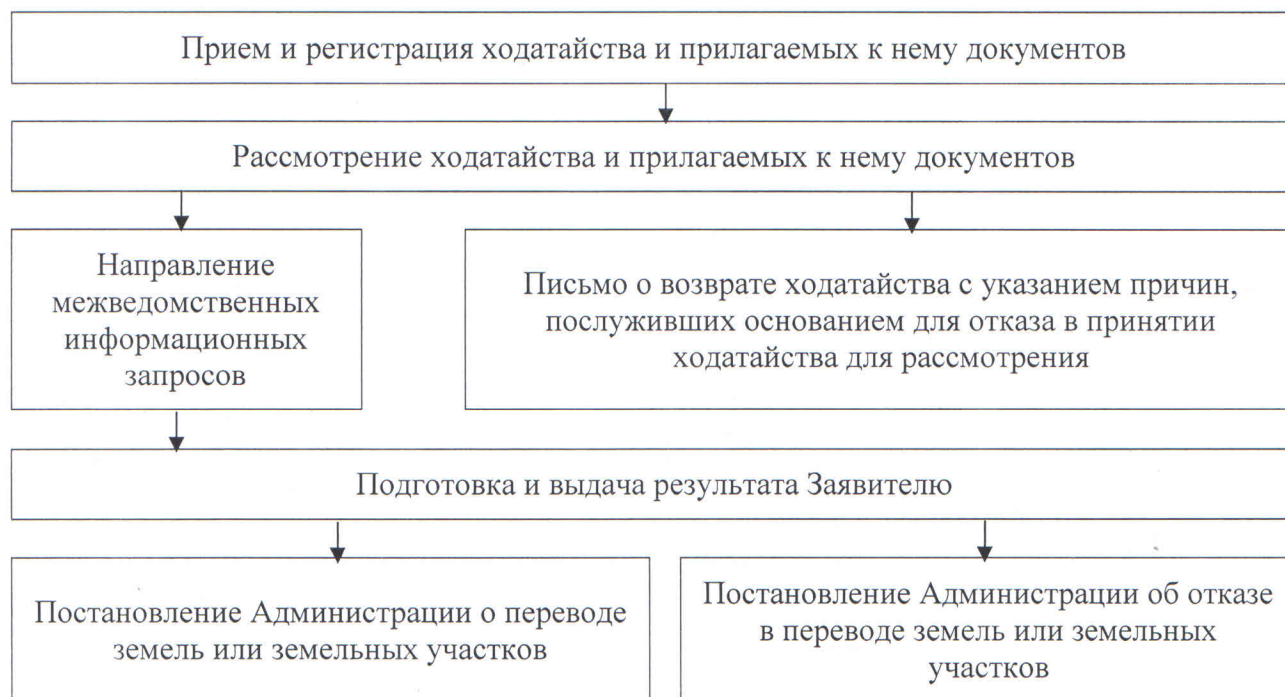 Прием и регистрация ходатайства и прилагаемых к нему документов
Рассмотрение ходатайства и прилагаемых к нему документов
Направление
межведомственных
информационных
запросов
Письмо о возврате ходатайства с указанием причин,
послуживших основанием для отказа в принятии
ходатайства для рассмотрения
Подготовка и выдача результата Заявителю
Постановление Администрации о переводе
земель или земельных участков
Постановление Администрации об отказе
в переводе земель или земельных
участков